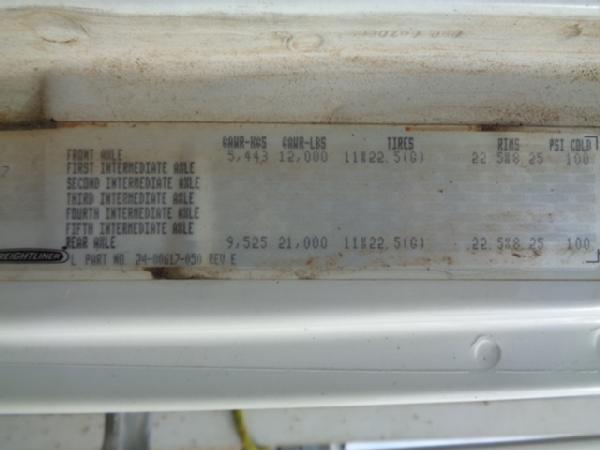 GAWR-KGS GAWR-LBS TIRES RIMS PSI COLD
FRONT AXLE 5,443 12,000 11R22.5(G) 22.5X8.25 100
FIRST INTERMEDIATE AXLE
SECOND INTERMEDIATE AXLE
THIRD INTERMEDIATE AXLE
FOURTH INTERMEDIATE AXLE
FIFTH INTERMEDIATE AXLE
REAR AXLE 9,525 21,000 11R22.5(G) 22.5X8.25 100
FREIGHTLINER L PART NO. 24-00617-050 REV E